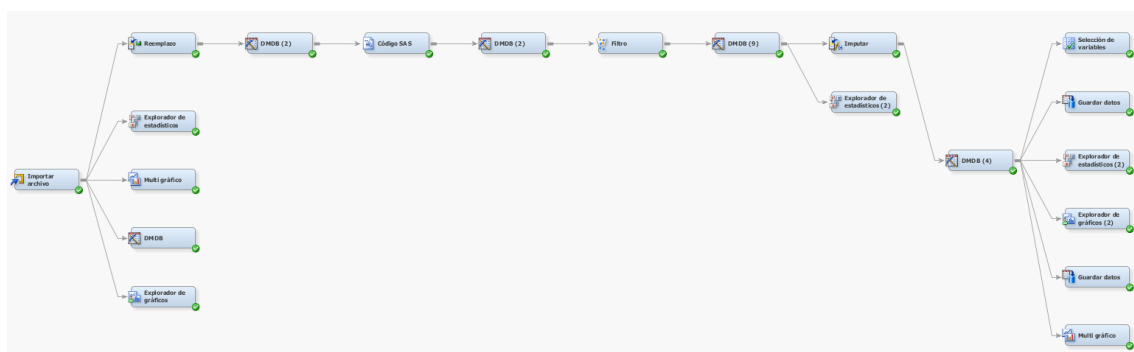 Reemplazo
DMDB (2)
Código SAS
DMDB (2)
Filtro
DMDB (9)
Imputar
Selección de
variables
Explorador de
estadísticos
Explorador de
estadísticos (2)
Guardar datos
Importar
archivo
Multi gráfico
DMDB (4)
Explorador de
estadísticos (2)
DMDB
Explorador de
gráficos (2)
Explorador de
gráficos
Guardar datos
Multi gráfico